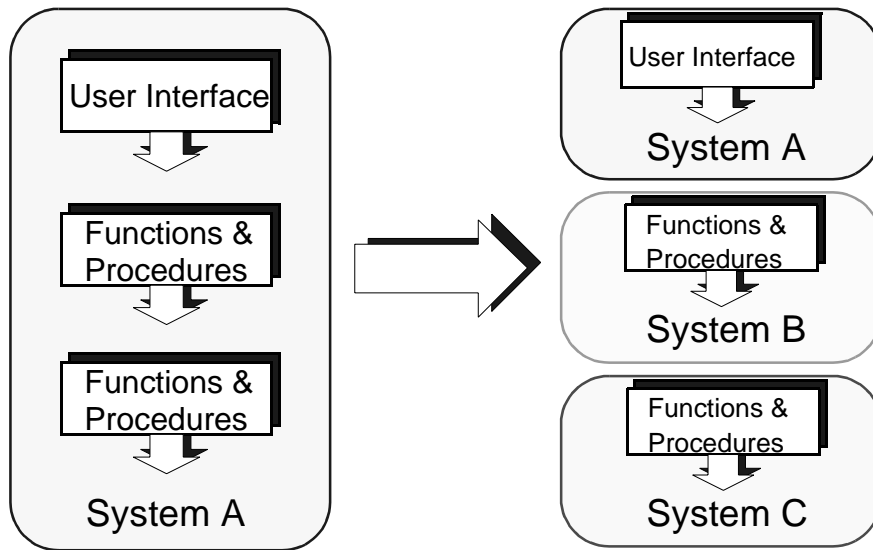 User Interface
Functions &
Procedures
Functions &
Procedures
System A
User Interface
System A
Functions &
Procedures
System B
Functions &
Procedures
System C